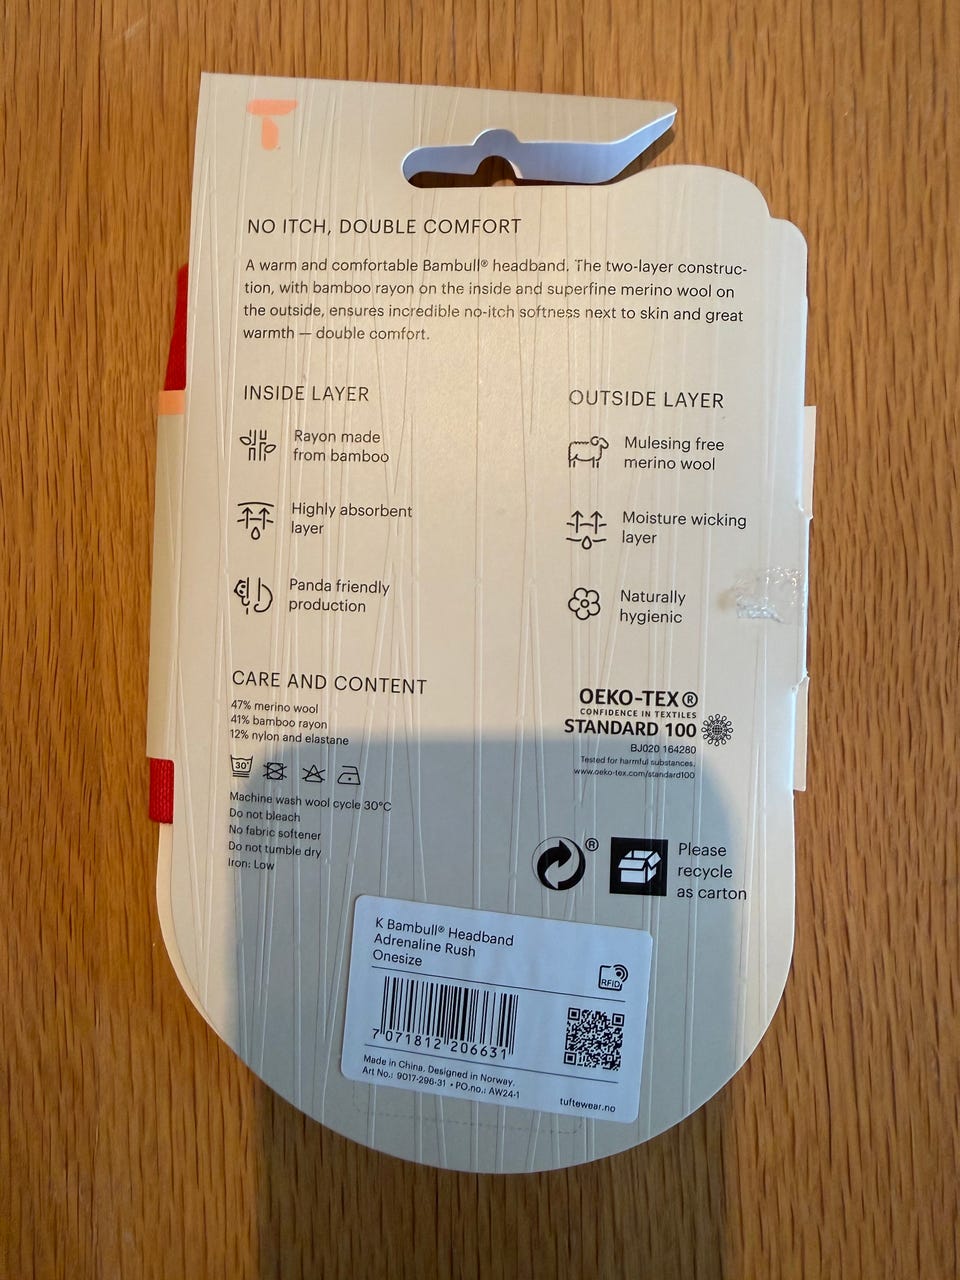 T
NO ITCH, DOUBLE COMFORT
A warm and comfortable Bambull® headband. The two-layer construc-
tion, with bamboo rayon on the inside and superfine merino wool on
the outside, ensures incredible no-itch softness next to skin and great
warmth — double comfort.
INSIDE LAYER
Rayon made
from bamboo
Highly absorbent
layer
Panda friendly
production
OUTSIDE LAYER
Mulesing free
merino wool
Moisture wicking
layer
Naturally
hygienic
CARE AND CONTENT
47% merino wool
41% bamboo rayon
12% nylon and elastane
30°
Machine wash wool cycle 30°C
Do not bleach
No fabric softener
Do not tumble dry
Iron: Low
OEKO-TEX®
CONFIDENCE IN TEXTILES
STANDARD 100
BJ020 164280
Tested for harmful substances.
www.oeko-tex.com/standard100
®
Please
recycle
as carton
K Bambull® Headband
Adrenaline Rush
Onesize
RFID
7 071812 206631
Made in China. Designed in Norway.
Art No.: 9017-296-31 • PO.no.: AW24-1
tuftewear.no